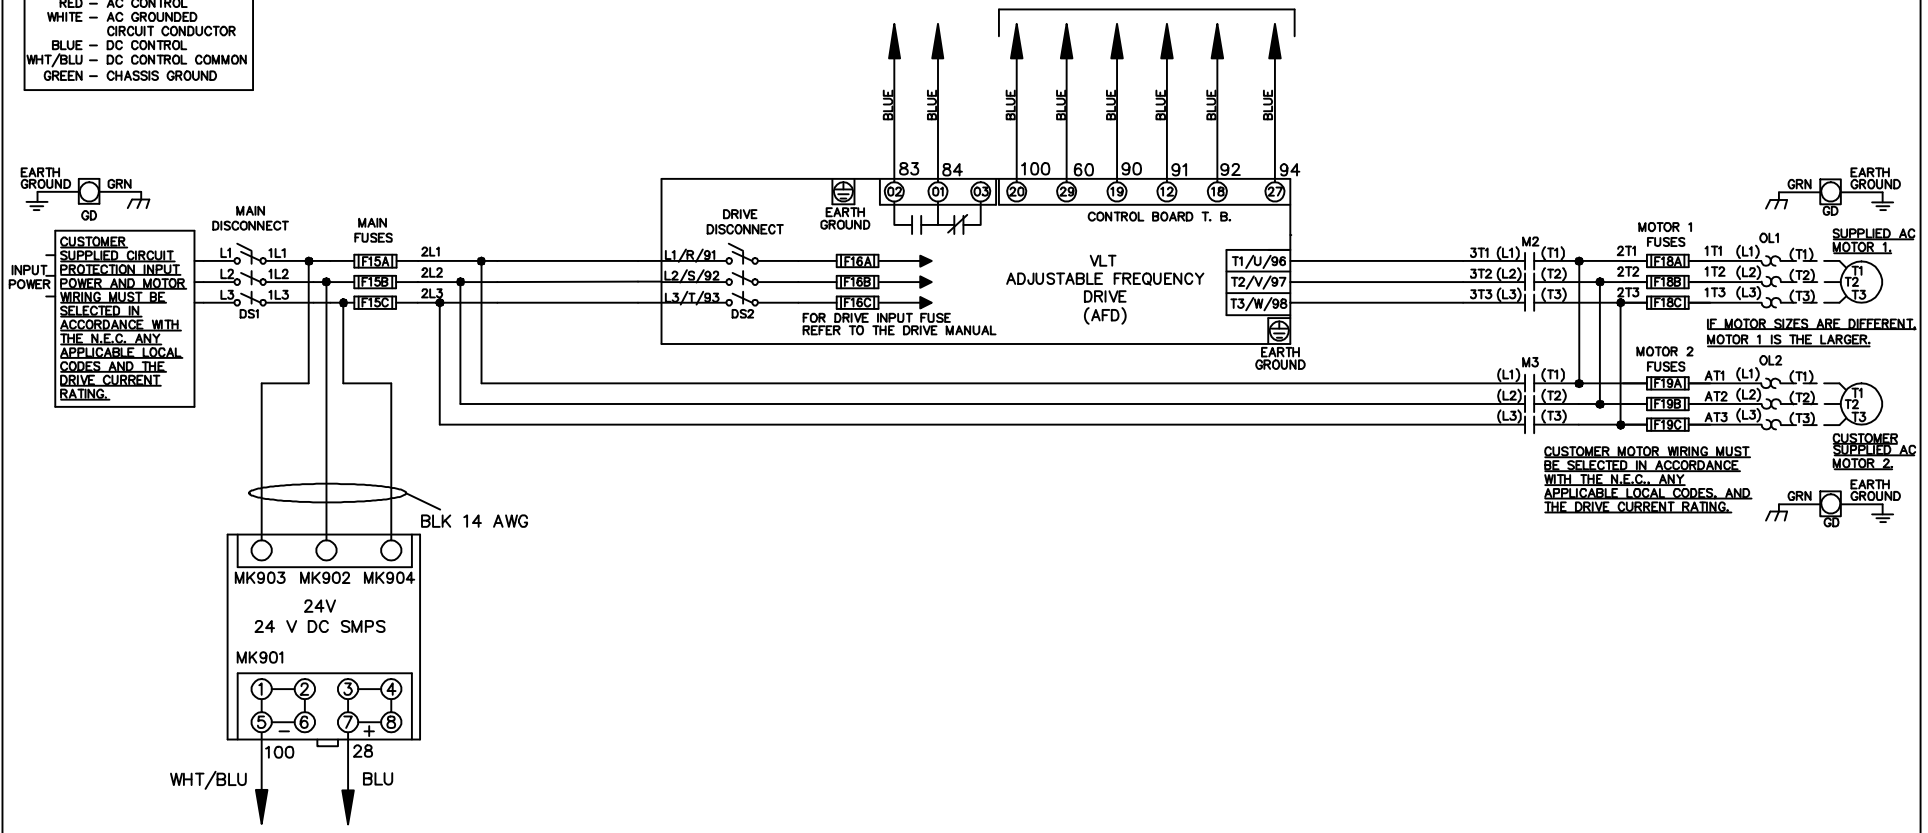 RED – AC CONTROL
WHITE – AC GROUNDED
CIRCUIT CONDUCTOR
BLUE – DC CONTROL
WHT/BLU – DC CONTROL COMMON
GREEN – CHASSIS GROUND
BLUE
BLUE
BLUE
BLUE
BLUE
BLUE
BLUE
BLUE
83
84
100
60
90
91
92
94
02
01
03
20
29
19
12
18
27
CONTROL BOARD T. B.
EARTH
GROUND
GRN
GD
EARTH
GROUND
MAIN
DISCONNECT
MAIN
FUSES
DRIVE
DISCONNECT
INPUT
POWER
CUSTOMER
SUPPLIED CIRCUIT
PROTECTION INPUT
POWER AND MOTOR
WIRING MUST BE
SELECTED IN
ACCORDANCE WITH
THE N.E.C. ANY
APPLICABLE LOCAL
CODES AND THE
DRIVE CURRENT
RATING.
L1 1L1
L2 1L2
L3 1L3
DS1
F15A
F15B
F15C
2L1
2L2
2L3
L1/R/91
L2/S/92
L3/T/93
DS2
F16A
F16B
F16C
FOR DRIVE INPUT FUSE
REFER TO THE DRIVE MANUAL
VLT
ADJUSTABLE FREQUENCY
DRIVE
(AFD)
T1/U/96
T2/V/97
T3/W/98
EARTH
GROUND
M2
3T1 (L1) (T1)
3T2 (L2) (T2)
3T3 (L3) (T3)
MOTOR 1
FUSES
2T1 F18A 1T1 (L1) (T1)
2T2 F18B 1T2 (L2) (T2)
2T3 F18C 1T3 (L3) (T3)
OL1
GRN
GD
EARTH
GROUND
SUPPLIED AC
MOTOR 1.
T1
T2
T3
IF MOTOR SIZES ARE DIFFERENT,
MOTOR 1 IS THE LARGER.
M3
(L1) (T1)
(L2) (T2)
(L3) (T3)
MOTOR 2
FUSES
OL2
F19A AT1 (L1) (T1)
F19B AT2 (L2) (T2)
F19C AT3 (L3) (T3)
T1
T2
T3
CUSTOMER
SUPPLIED AC
MOTOR 2.
CUSTOMER MOTOR WIRING MUST
BE SELECTED IN ACCORDANCE
WITH THE N.E.C., ANY
APPLICABLE LOCAL CODES, AND
THE DRIVE CURRENT RATING.
GRN
GD
EARTH
GROUND
BLK 14 AWG
MK903 MK902 MK904
24V
24 V DC SMPS
MK901
1 2 3 4
5 6 7 8
– +
100
28
WHT/BLU
BLU